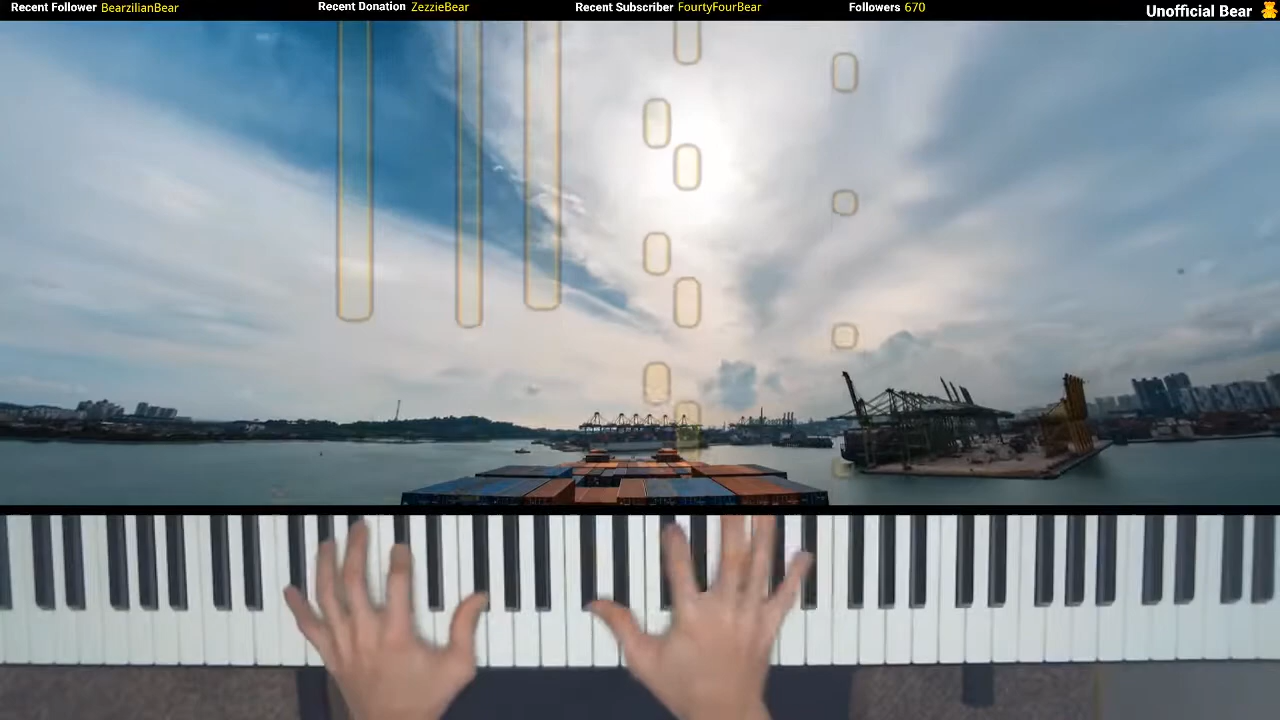 Recent Follower BearzilianBear
Recent Donation ZezzieBear
Recent Subscriber FourtyFourBear
Followers 670
Unofficial Bear